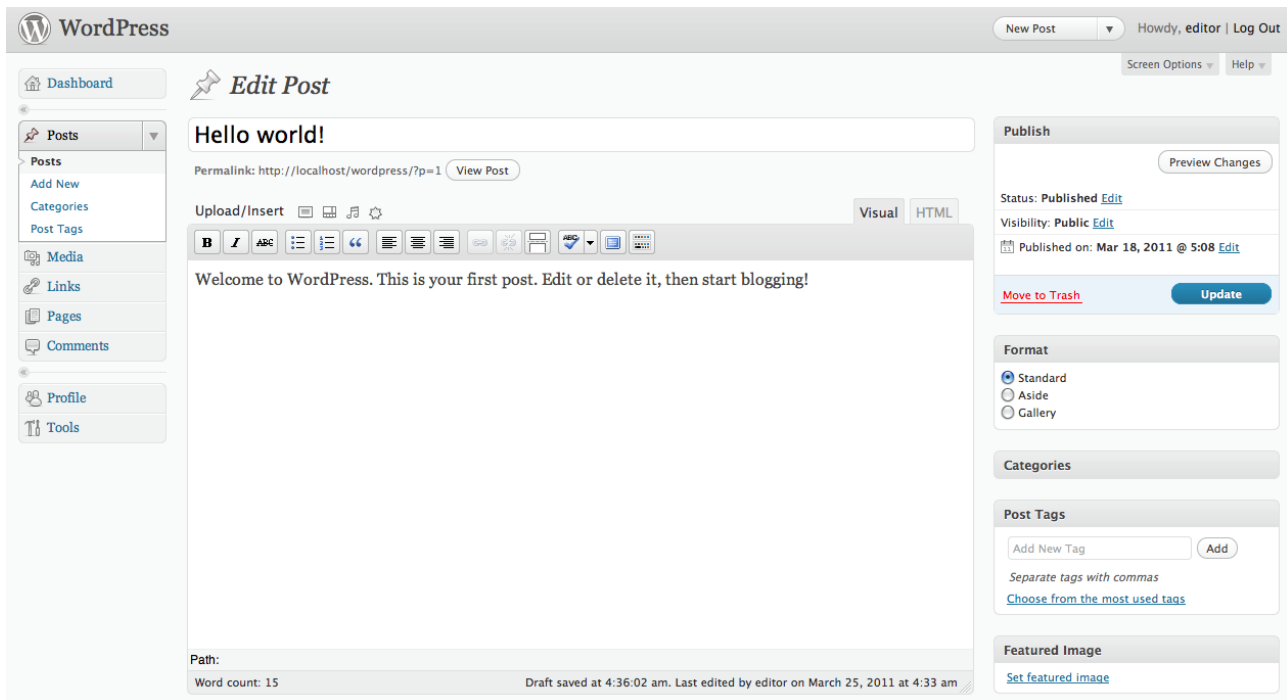 WordPress
New Post
Howdy, editor | Log Out
Screen Options
Help
Dashboard
Posts
Posts
Add New
Categories
Post Tags
Media
Links
Pages
Comments
Profile
Tools
Edit Post
Hello world!
Permalink: http://localhost/wordpress/?p=1 View Post
Upload/Insert
Visual HTML
B I ABC ABC
Welcome to WordPress. This is your first post. Edit or delete it, then start blogging!
Path:
Word count: 15
Draft saved at 4:36:02 am. Last edited by editor on March 25, 2011 at 4:33 am
Publish
Preview Changes
Status: Published Edit
Visibility: Public Edit
Published on: Mar 18, 2011 @ 5:08 Edit
Move to Trash
Update
Format
Standard
Aside
Gallery
Categories
Post Tags
Add New Tag
Add
Separate tags with commas
Choose from the most used tags
Featured Image
Set featured image